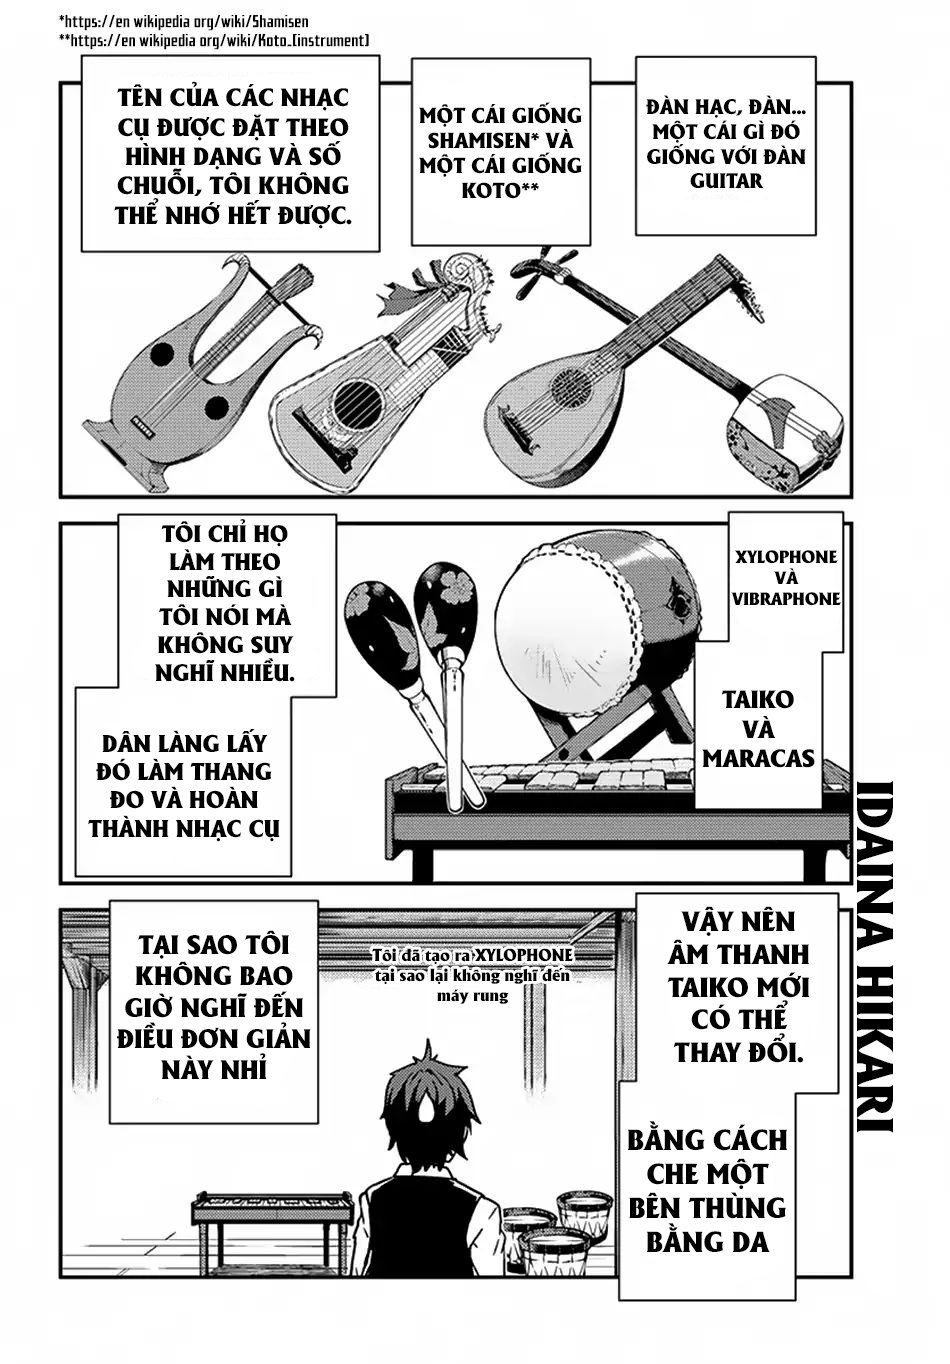 *https://en wikipedia org/wiki/Shamisen
**https://en wikipedia org/wiki/Koto_[instrument]
ĐÀN HẠC, ĐÀN...
MỘT CÁI GÌ ĐÓ
GIỐNG VỚI ĐÀN
GUITAR
MỘT CÁI GIỐNG
SHAMISEN* VÀ
MỘT CÁI GIỐNG
KOTO**
TÊN CỦA CÁC NHẠC
CỤ ĐƯỢC ĐẶT THEO
HÌNH DẠNG VÀ SỐ
CHUỖI, TÔI KHÔNG
THỂ NHỚ HẾT ĐƯỢC.
XYLOPHONE
VÀ
VIBRAPHONE
TAIKO
VÀ
MARACAS
TÔI CHỈ HỌ
LÀM THEO
NHỮNG GÌ
TÔI NÓI MÀ
KHÔNG SUY
NGHĨ NHIỀU.
DÂN LÀNG LẤY
ĐÓ LÀM THANG
ĐO VÀ HOÀN
THÀNH NHẠC CỤ
VẬY NÊN
ÂM THANH
TAIKO MỚI
CÓ THỂ
THAY ĐỔI.
BẰNG CÁCH
CHE MỘT
BÊN THÙNG
BẰNG DA
Tôi đã tạo ra XYLOPHONE
tại sao lại không nghĩ đến
máy rung
TẠI SAO TÔI
KHÔNG BAO
GIỜ NGHĨ ĐẾN
ĐIỀU ĐƠN GIẢN
NÀY NHỈ
IDAINA HIKARI